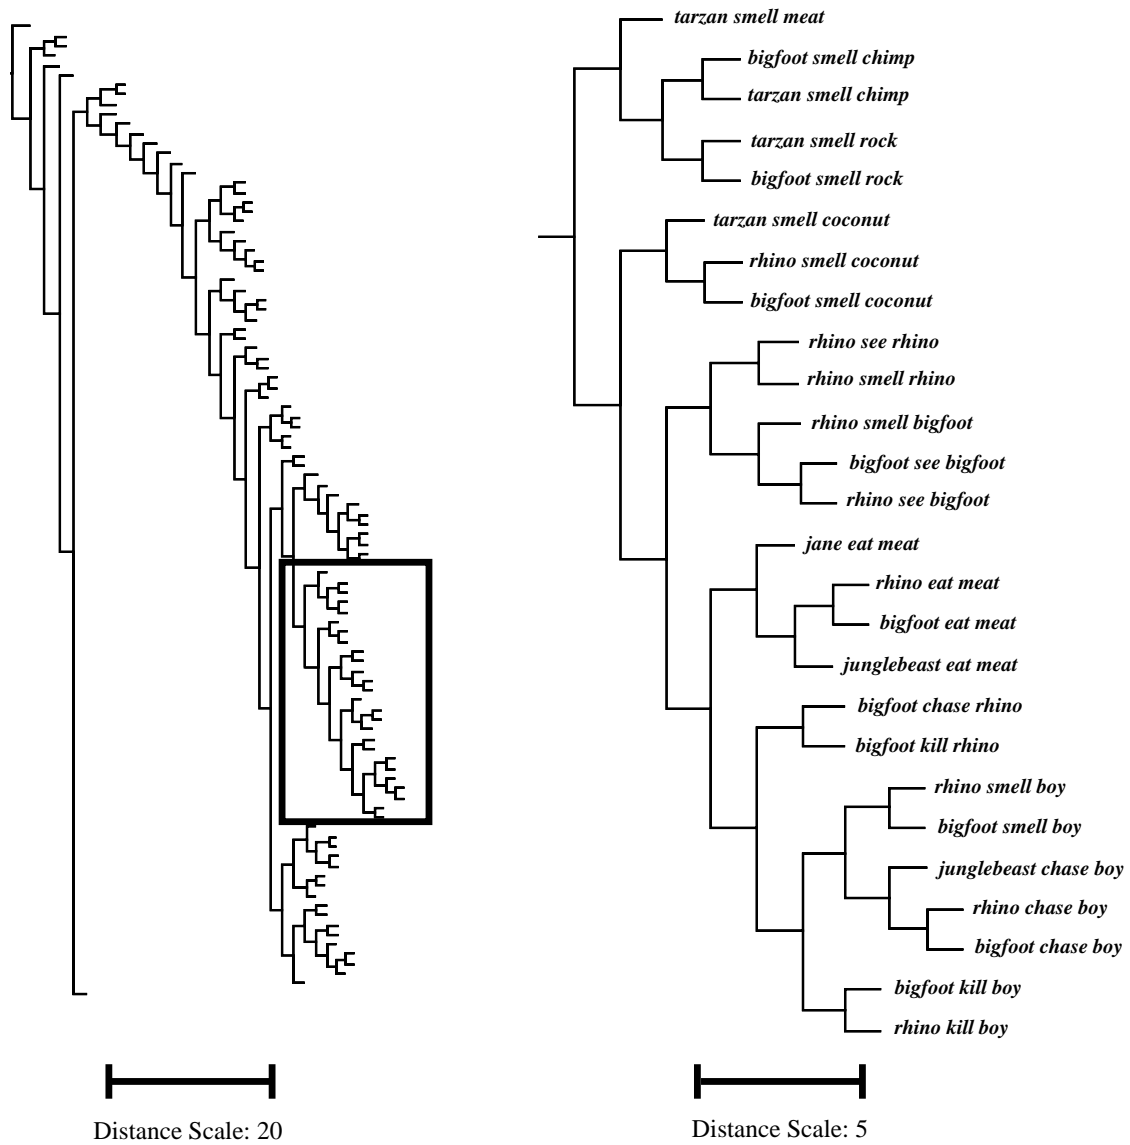 tarzan smell meat
bigfoot smell chimp
tarzan smell chimp
tarzan smell rock
bigfoot smell rock
tarzan smell coconut
rhino smell coconut
bigfoot smell coconut
rhino see rhino
rhino smell rhino
rhino smell bigfoot
bigfoot see bigfoot
rhino see bigfoot
jane eat meat
rhino eat meat
bigfoot eat meat
junglebeast eat meat
bigfoot chase rhino
bigfoot kill rhino
rhino smell boy
bigfoot smell boy
junglebeast chase boy
rhino chase boy
bigfoot chase boy
bigfoot kill boy
rhino kill boy
Distance Scale: 20
Distance Scale: 5